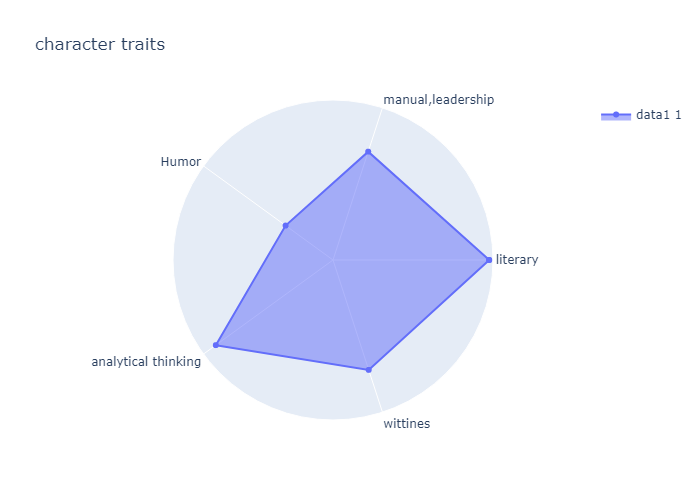 character traits
manual,leadership
data1 1
Humor
literary
analytical thinking
wittines